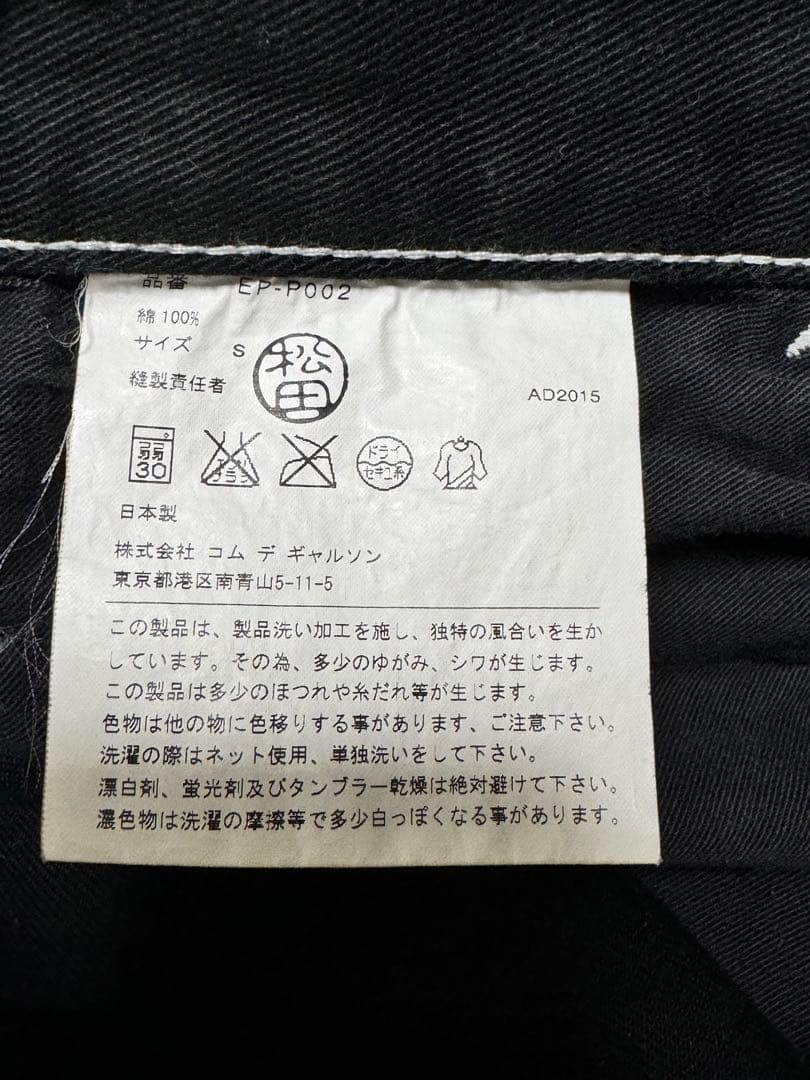 品番 EP-P002
綿 100%
サイズ S
松田
縫製責任者
AD2015
弱
30
エンソ
サラシ
ドライ
セキユ系
日本製
株式会社 コム デ ギャルソン
東京都港区南青山5-11-5
この製品は、製品洗い加工を施し、独特の風合いを生か
しています。その為、多少のゆがみ、シワが生じます。
この製品は多少のほつれや糸だれ等が生じます。
色物は他の物に色移りする事があります、ご注意下さい。
洗濯の際はネット使用、単独洗いをして下さい。
漂白剤、蛍光剤及びタンブラー乾燥は絶対避けて下さい。
濃色物は洗濯の摩擦等で多少白っぽくなる事があります。